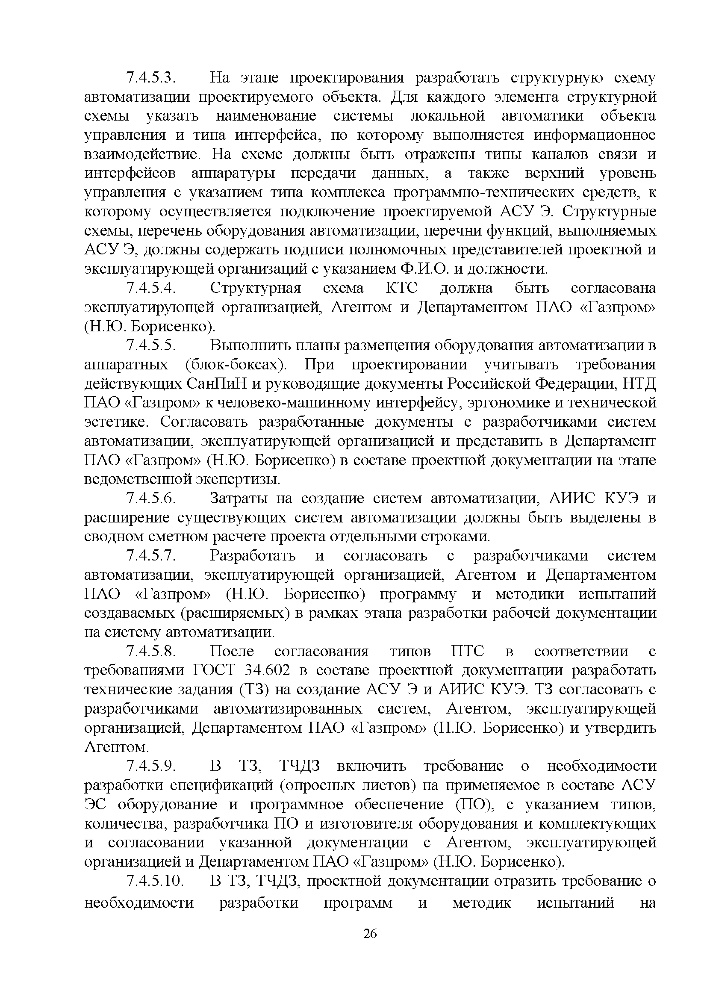 7.4.5.3. На этапе проектирования разработать структурную схему
автоматизации проектируемого объекта. Для каждого элемента структурной
схемы указать наименование системы локальной автоматики объекта
управления и типа интерфейса, по которому выполняется информационное
взаимодействие. На схеме должны быть отражены типы каналов связи и
интерфейсов аппаратуры передачи данных, а также верхний уровень
управления с указанием типа комплекса программно-технических средств, к
которому осуществляется подключение проектируемой АСУ Э. Структурные
схемы, перечень оборудования автоматизации, перечни функций, выполняемых
АСУ Э, должны содержать подписи полномочных представителей проектной и
эксплуатирующей организаций с указанием Ф.И.О. и должности.
7.4.5.4. Структурная схема КТС должна быть согласована
эксплуатирующей организацией, Агентом и Департаментом ПАО «Газпром»
(Н.Ю. Борисенко).
7.4.5.5. Выполнить планы размещения оборудования автоматизации в
аппаратных (блок-боксах). При проектировании учитывать требования
действующих СанПиН и руководящие документы Российской Федерации, НТД
ПАО «Газпром» к человеко-машинному интерфейсу, эргономике и технической
эстетике. Согласовать разработанные документы с разработчиками систем
автоматизации, эксплуатирующей организацией и представить в Департамент
ПАО «Газпром» (Н.Ю. Борисенко) в составе проектной документации на этапе
ведомственной экспертизы.
7.4.5.6. Затраты на создание систем автоматизации, АИИС КУЭ и
расширение существующих систем автоматизации должны быть выделены в
сводном сметном расчете проекта отдельными строками.
7.4.5.7. Разработать и согласовать с разработчиками систем
автоматизации, эксплуатирующей организацией, Агентом и Департаментом
ПАО «Газпром» (Н.Ю. Борисенко) программу и методики испытаний
создаваемых (расширяемых) в рамках этапа разработки рабочей документации
на систему автоматизации.
7.4.5.8. После согласования типов ПТС в соответствии с
требованиями ГОСТ 34.602 в составе проектной документации разработать
технические задания (ТЗ) на создание АСУ Э и АИИС КУЭ. ТЗ согласовать с
разработчиками автоматизированных систем, Агентом, эксплуатирующей
организацией, Департаментом ПАО «Газпром» (Н.Ю. Борисенко) и утвердить
Агентом.
7.4.5.9. В ТЗ, ТЧДЗ включить требование о необходимости
разработки спецификаций (опросных листов) на применяемое в составе АСУ
ЭС оборудование и программное обеспечение (ПО), с указанием типов,
количества, разработчика ПО и изготовителя оборудования и комплектующих
и согласовании указанной документации с Агентом, эксплуатирующей
организацией и Департаментом ПАО «Газпром» (Н.Ю. Борисенко).
7.4.5.10. В ТЗ, ТЧДЗ, проектной документации отразить требование о
необходимости разработки программ и методик испытаний на
26